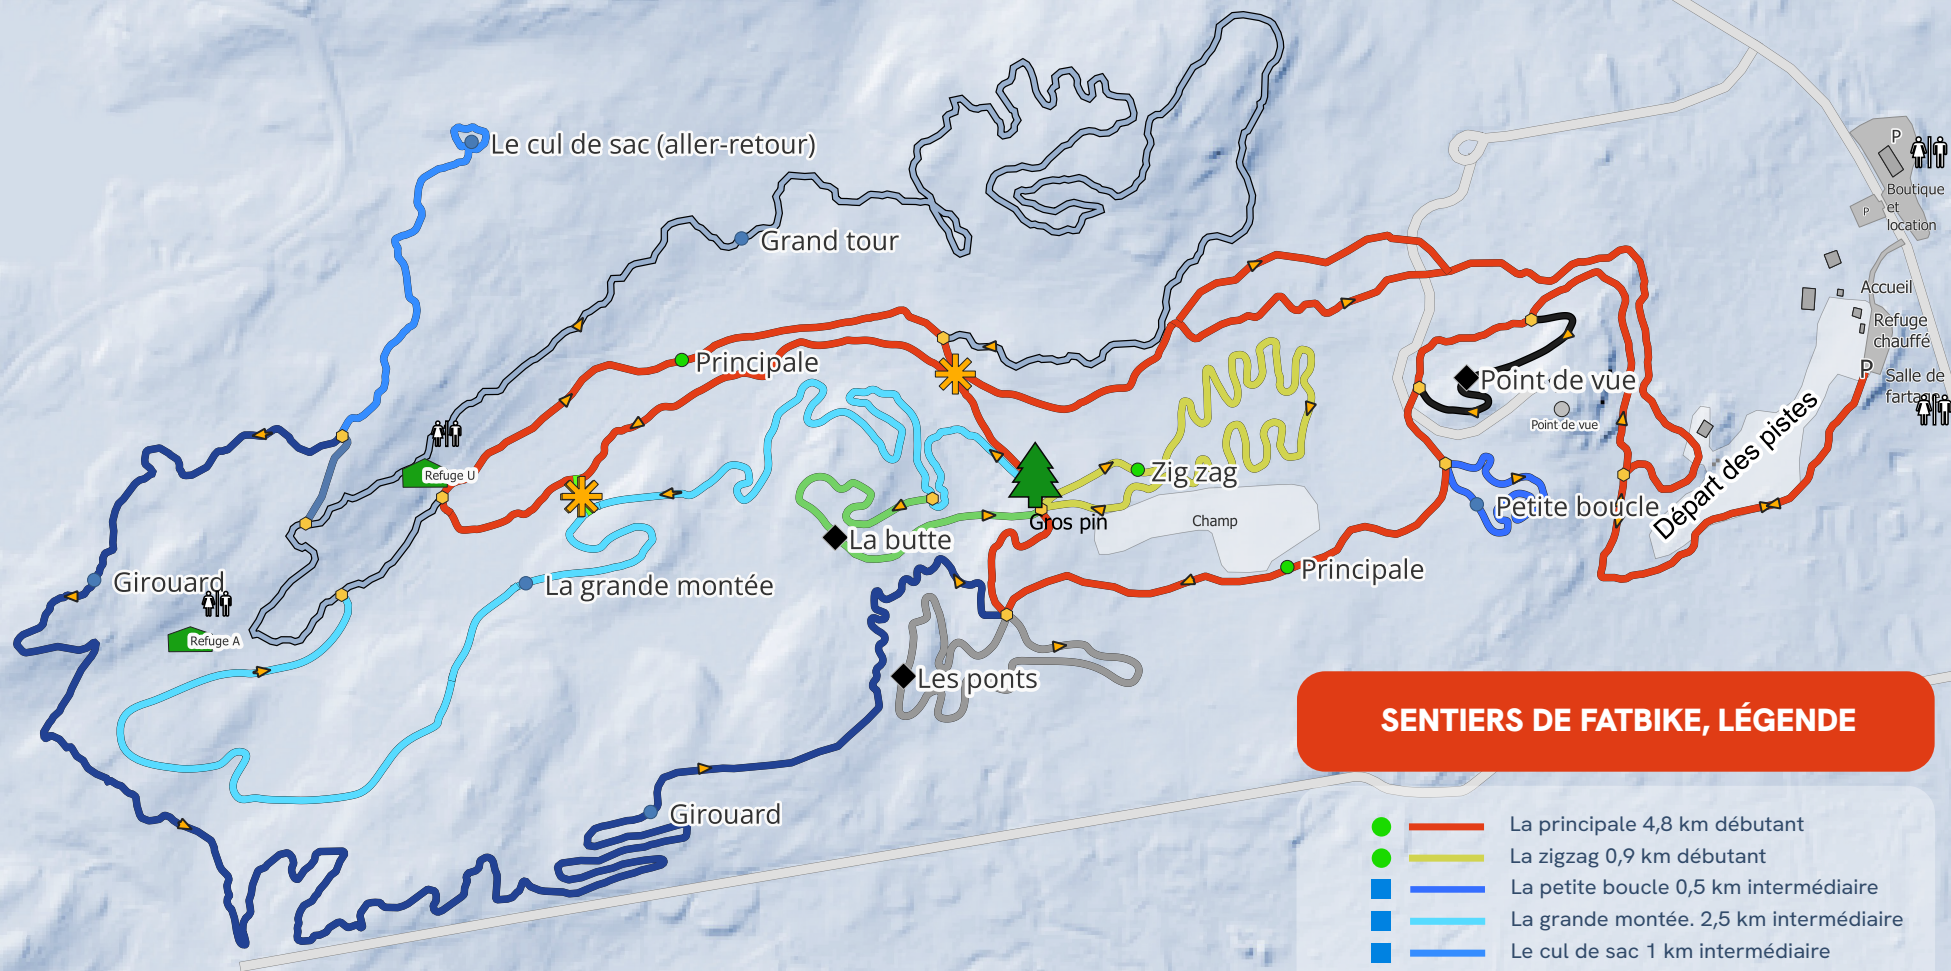 Le cul de sac (aller-retour)
Grand tour
Principale
Refuge U
Girouard
Refuge A
La grande montée
La butte
Gros pin
Zig zag
Champ
Principale
Les ponts
Girouard
Point de vue
Point de vue
Petite boucle
Départ des pistes
P
Boutique
et
location
P
Accueil
Refuge
chauffé
P
Salle de
SENTIERS DE FATBIKE, LÉGENDE
La principale 4,8 km débutant
La zigzag 0,9 km débutant
La petite boucle 0,5 km intermédiaire
La grande montée. 2,5 km intermédiaire
Le cul de sac 1 km intermédiaire